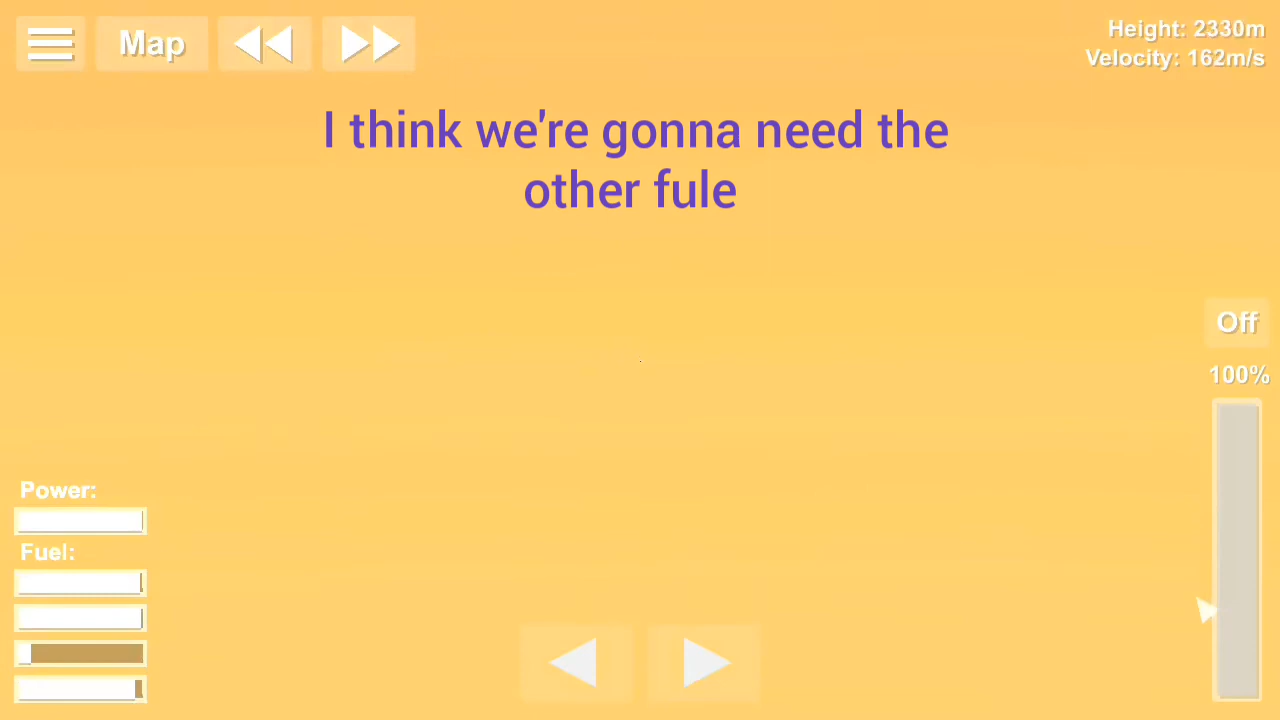 Map
Height: 2330m
Velocity: 162m/s
I think we're gonna need the
other fule
Off
100%
Power:
Fuel: